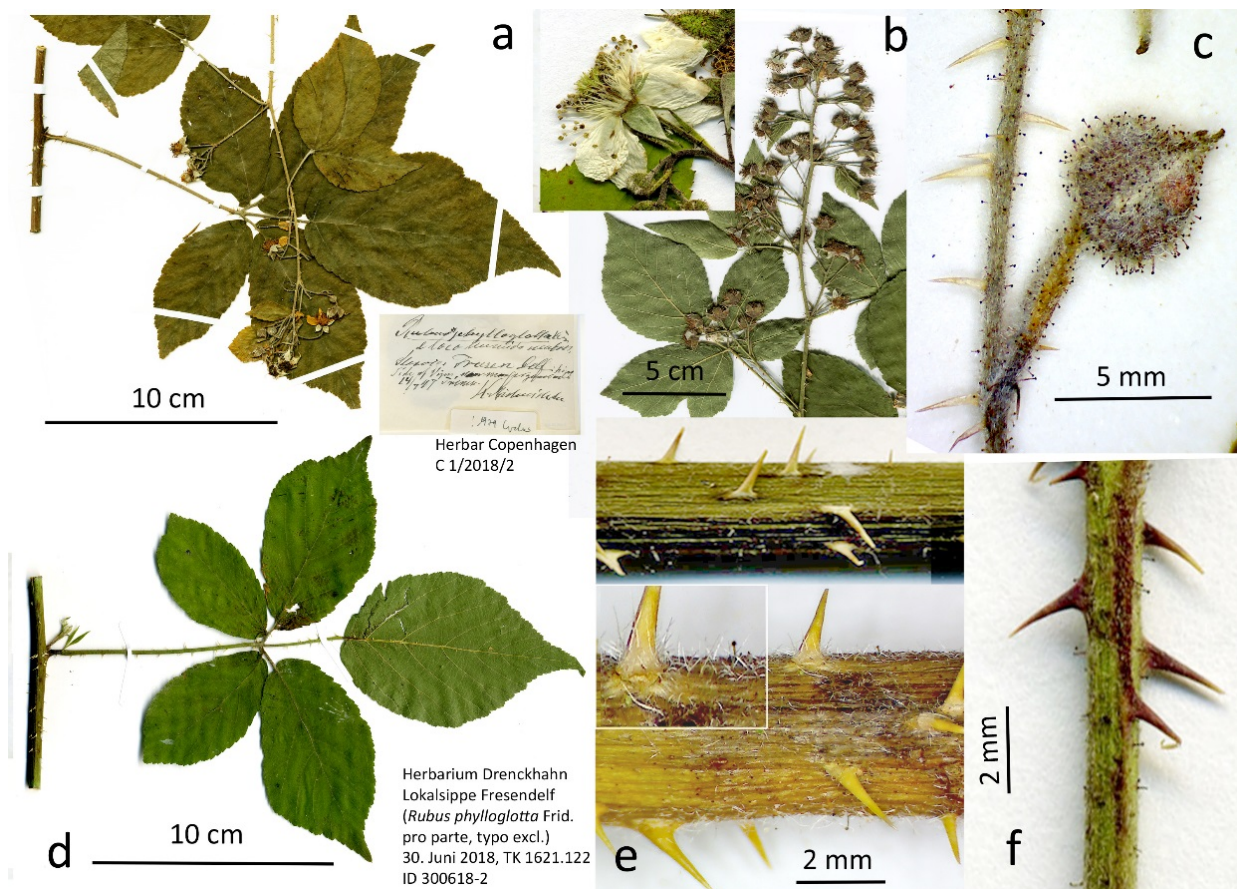 a
b
c
10 cm
5 cm
5 mm
Herbar Copenhagen
C 1/2018/2
d
10 cm
Herbarium Drenckhahn
Lokalsippe Fresendelf
(Rubus phylloglotta Frid.
pro parte, typo excl.)
30. Juni 2018, TK 1621.122
ID 300618-2
e
2 mm
2 mm
f